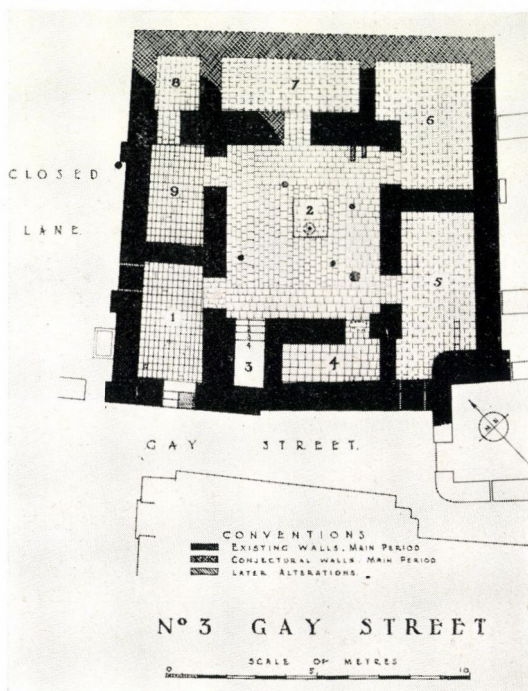 8
7
6
CLOSED
LANE.
9
2
5
1
3
4
GAY STREET.
CONVENTIONS
EXISTING WALLS, MAIN PERIOD
CONJECTURAL WALLS, MAIN PERIOD
LATER ALTERATIONS.
Nº 3 GAY STREET
SCALE OF METRES
0 5 10